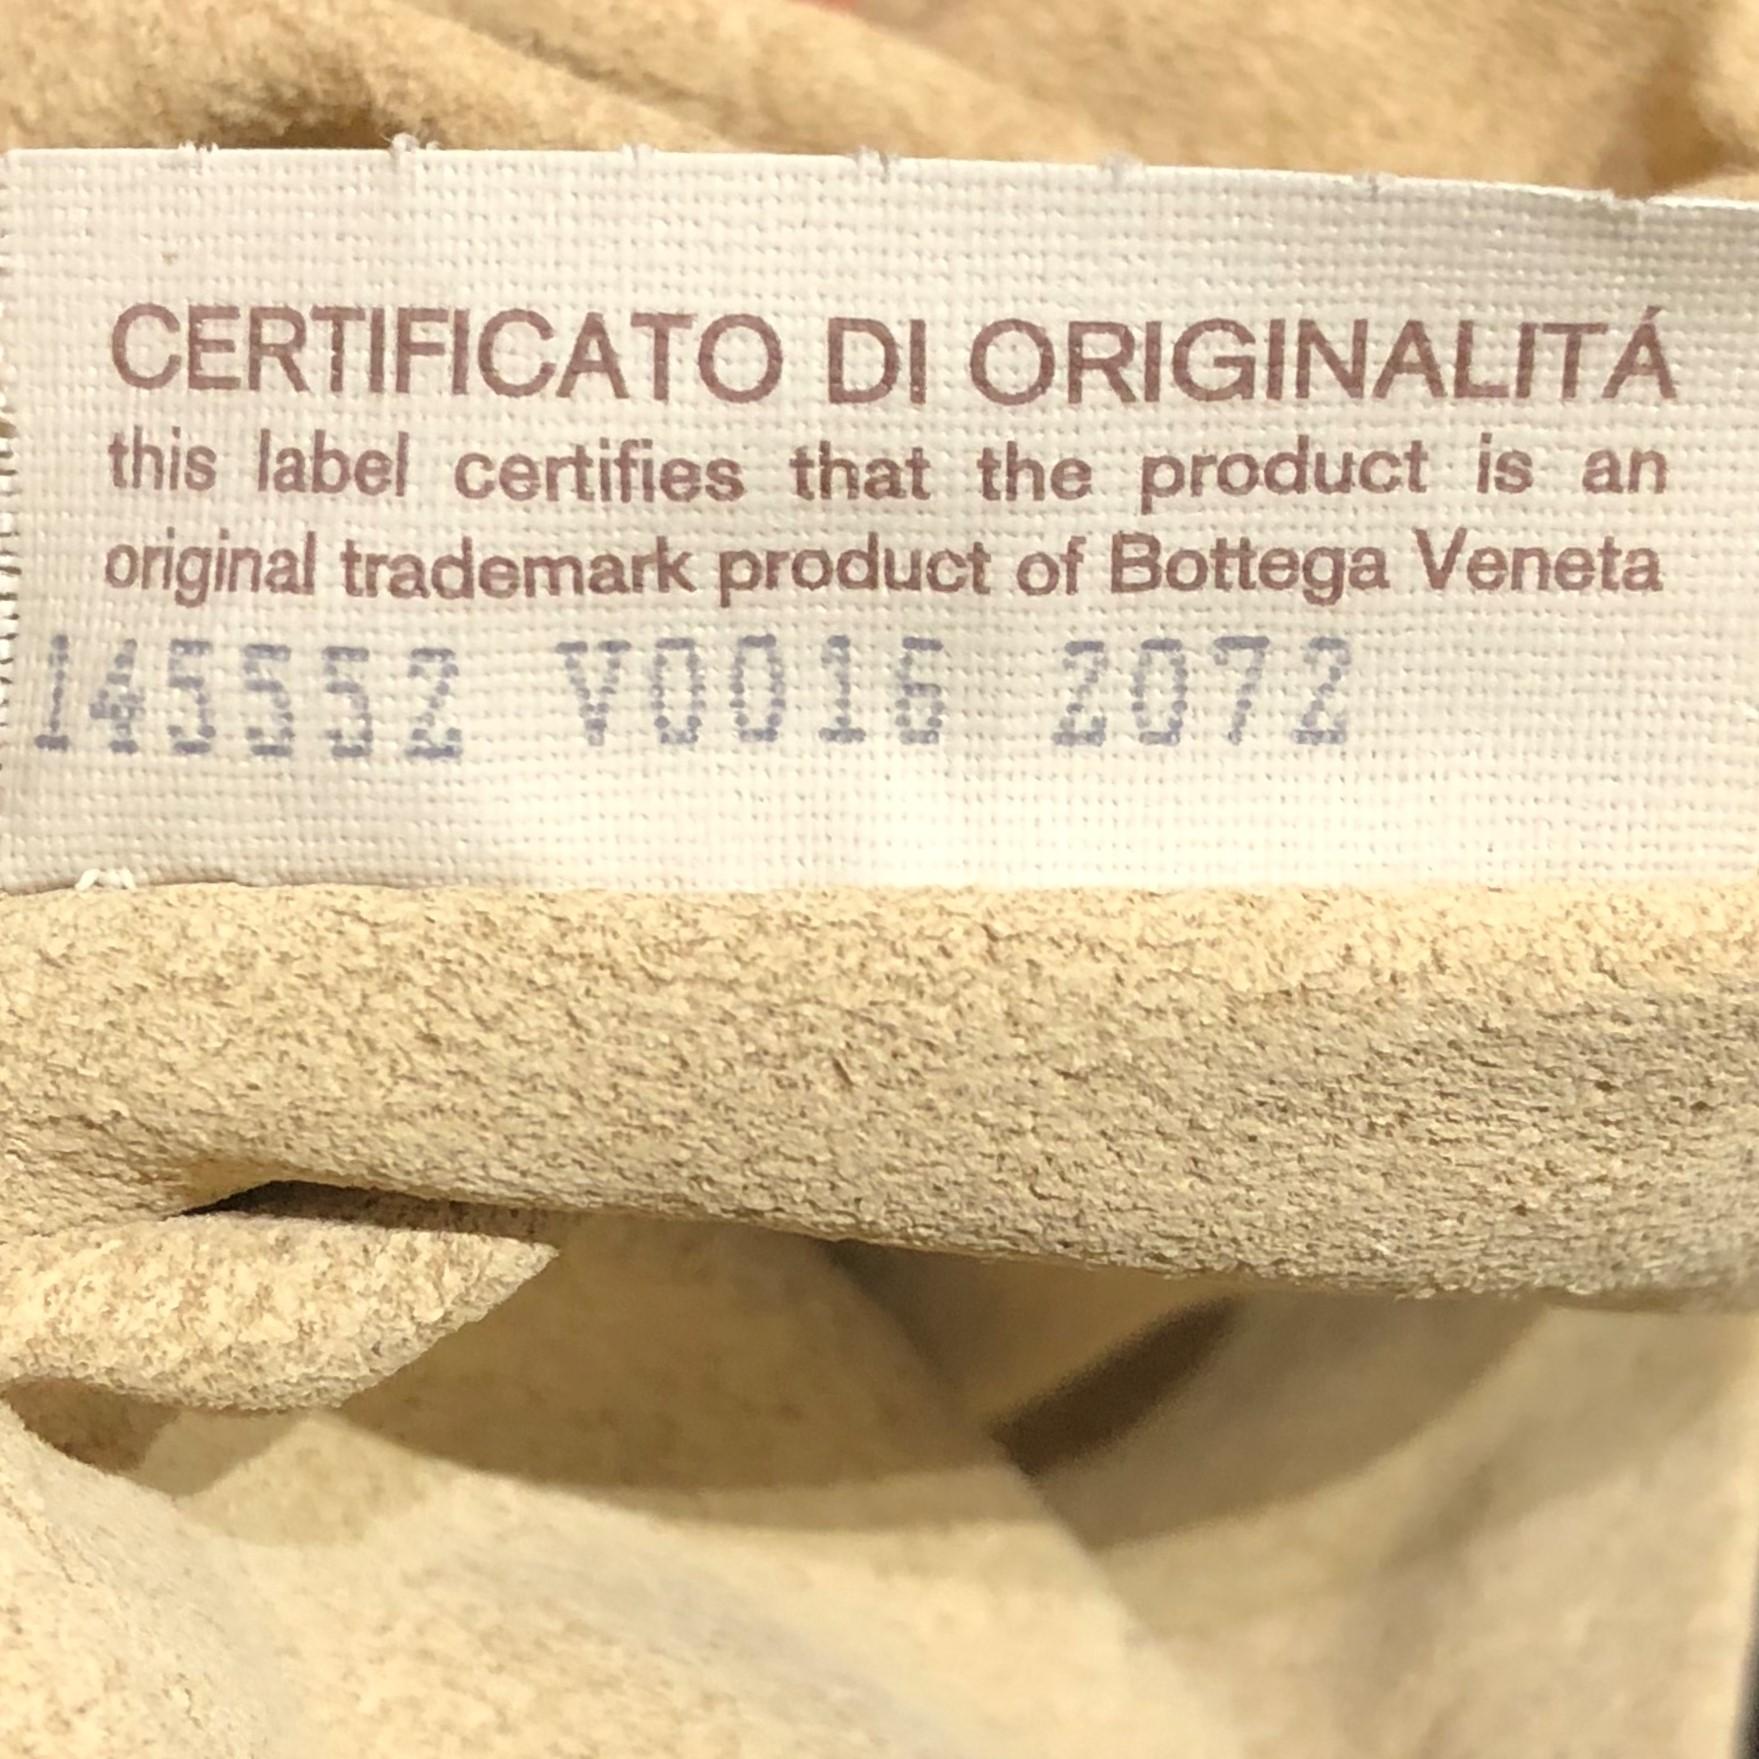 CERTIFICATO DI ORIGINALITÁ
this label certifies that the product is an
original trademark product of Bottega Veneta
145552 V0016 2072